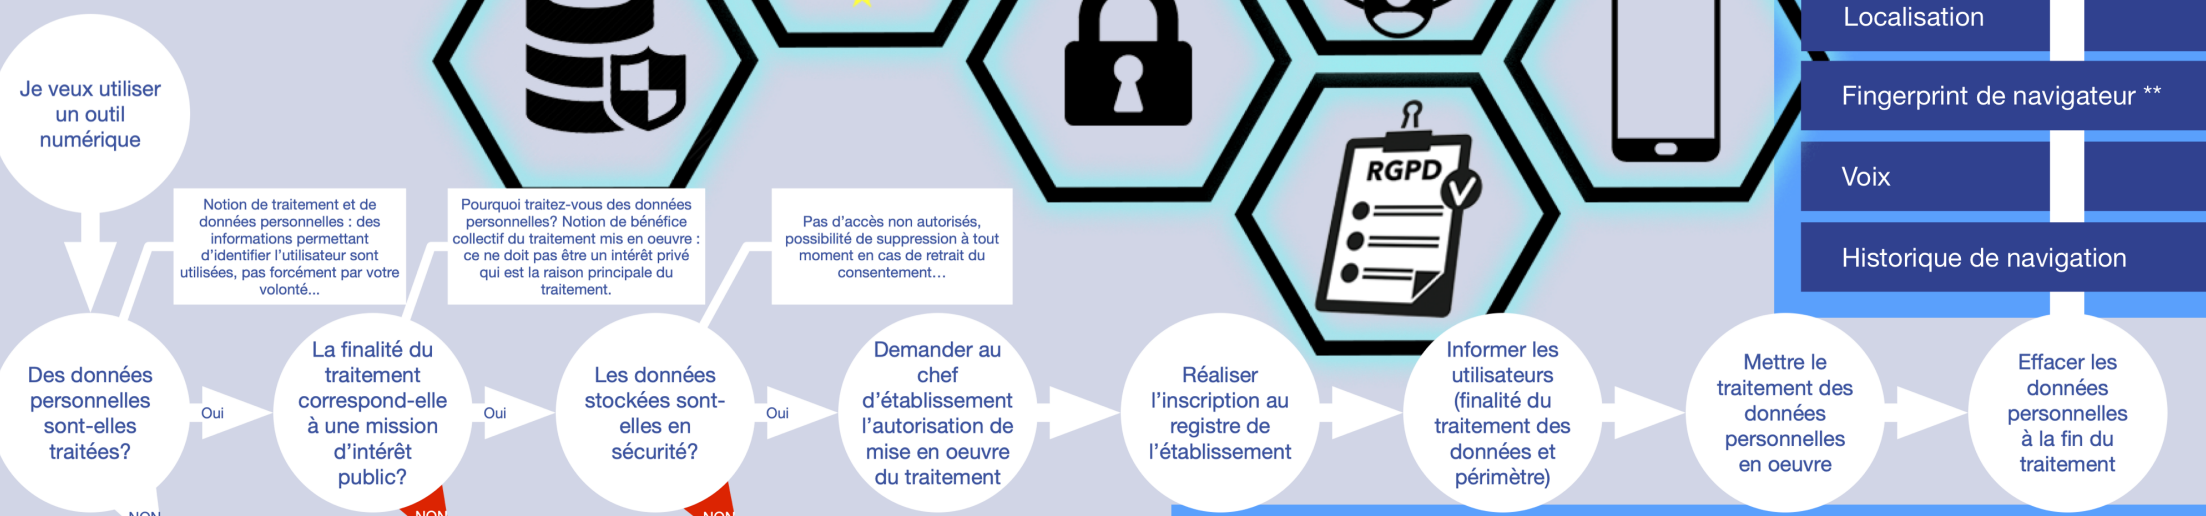 Localisation
Fingerprint de navigateur **
Voix
Historique de navigation
RGPD
Je veux utiliser
un outil
numérique
Notion de traitement et de
données personnelles : des
informations permettant
d'identifier l'utilisateur sont
utilisées, pas forcément par votre
volonté...
Pourquoi traitez-vous des données
personnelles? Notion de bénéfice
collectif du traitement mis en oeuvre :
ce ne doit pas être un intérêt privé
qui est la raison principale du
traitement.
Pas d'accès non autorisés,
possibilité de suppression à tout
moment en cas de retrait du
consentement…
Des données
personnelles
sont-elles
traitées?
Oui
La finalité du
traitement
correspond-elle
à une mission
d'intérêt
public?
Oui
Les données
stockées sont-
elles en
sécurité?
Oui
Demander au
chef
d'établissement
l'autorisation de
mise en oeuvre
du traitement
Réaliser
l'inscription au
registre de
l'établissement
Informer les
utilisateurs
(finalité du
traitement des
données et
périmètre)
Mettre le
traitement des
données
personnelles
en oeuvre
Effacer les
données
personnelles
à la fin du
traitement
NON
NON
NON